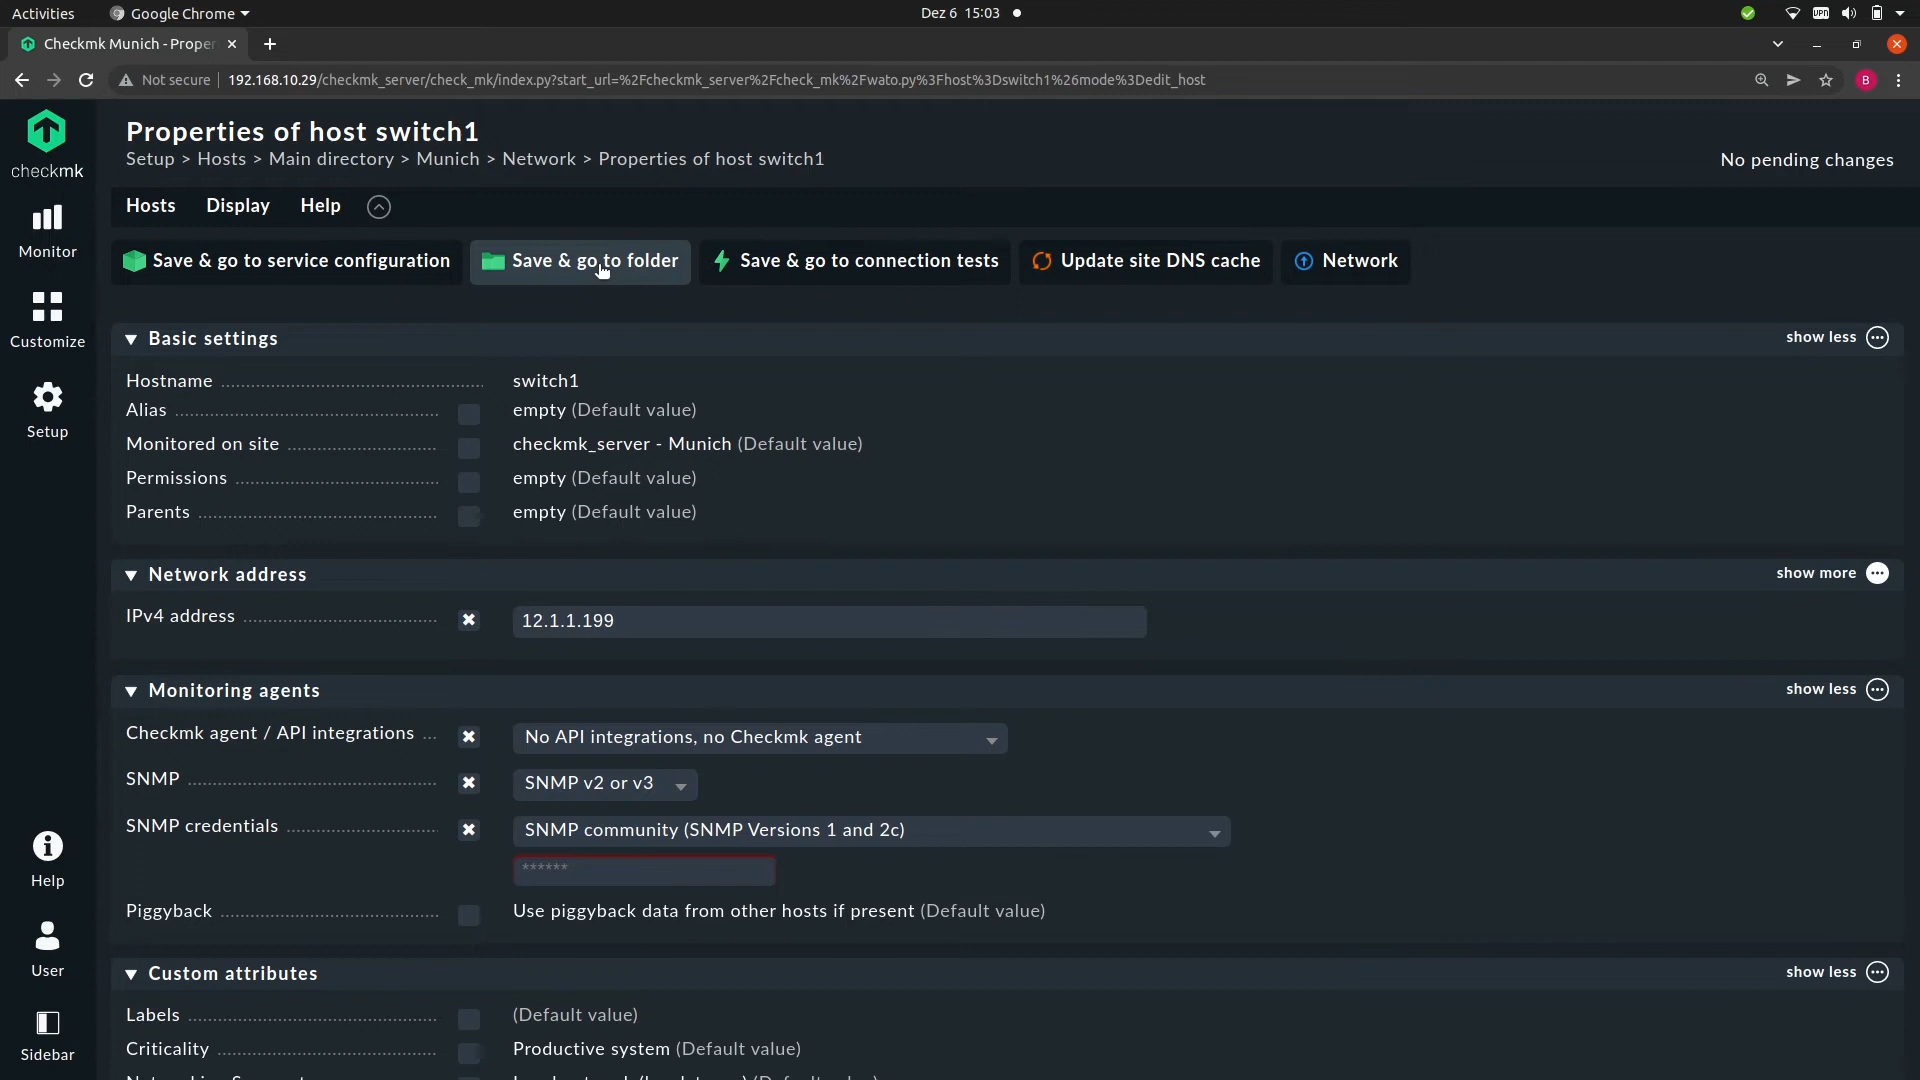 Activities
Google Chrome
Dez 6 15:03
VPN
Checkmk Munich - Proper
Not secure
192.168.10.29/checkmk_server/check_mk/index.py?start_url=%2Fcheckmk_server%2Fcheck_mk%2Fwato.py%3Fhost%3Dswitch1%26mode%3Dedit_host
B
checkmk
Monitor
Customize
Setup
Help
User
Sidebar
Properties of host switch1
Setup > Hosts > Main directory > Munich > Network > Properties of host switch1
No pending changes
Hosts Display Help
Save & go to service configuration
Save & go to folder
Save & go to connection tests
Update site DNS cache
Network
Basic settings
show less
Hostname switch1
Alias empty (Default value)
Monitored on site checkmk_server - Munich (Default value)
Permissions empty (Default value)
Parents empty (Default value)
Network address
show more
IPv4 address 12.1.1.199
Monitoring agents
show less
Checkmk agent / API integrations ... No API integrations, no Checkmk agent
SNMP SNMP v2 or v3
SNMP credentials SNMP community (SNMP Versions 1 and 2c)
******
Piggyback Use piggyback data from other hosts if present (Default value)
Custom attributes
show less
Labels (Default value)
Criticality Productive system (Default value)